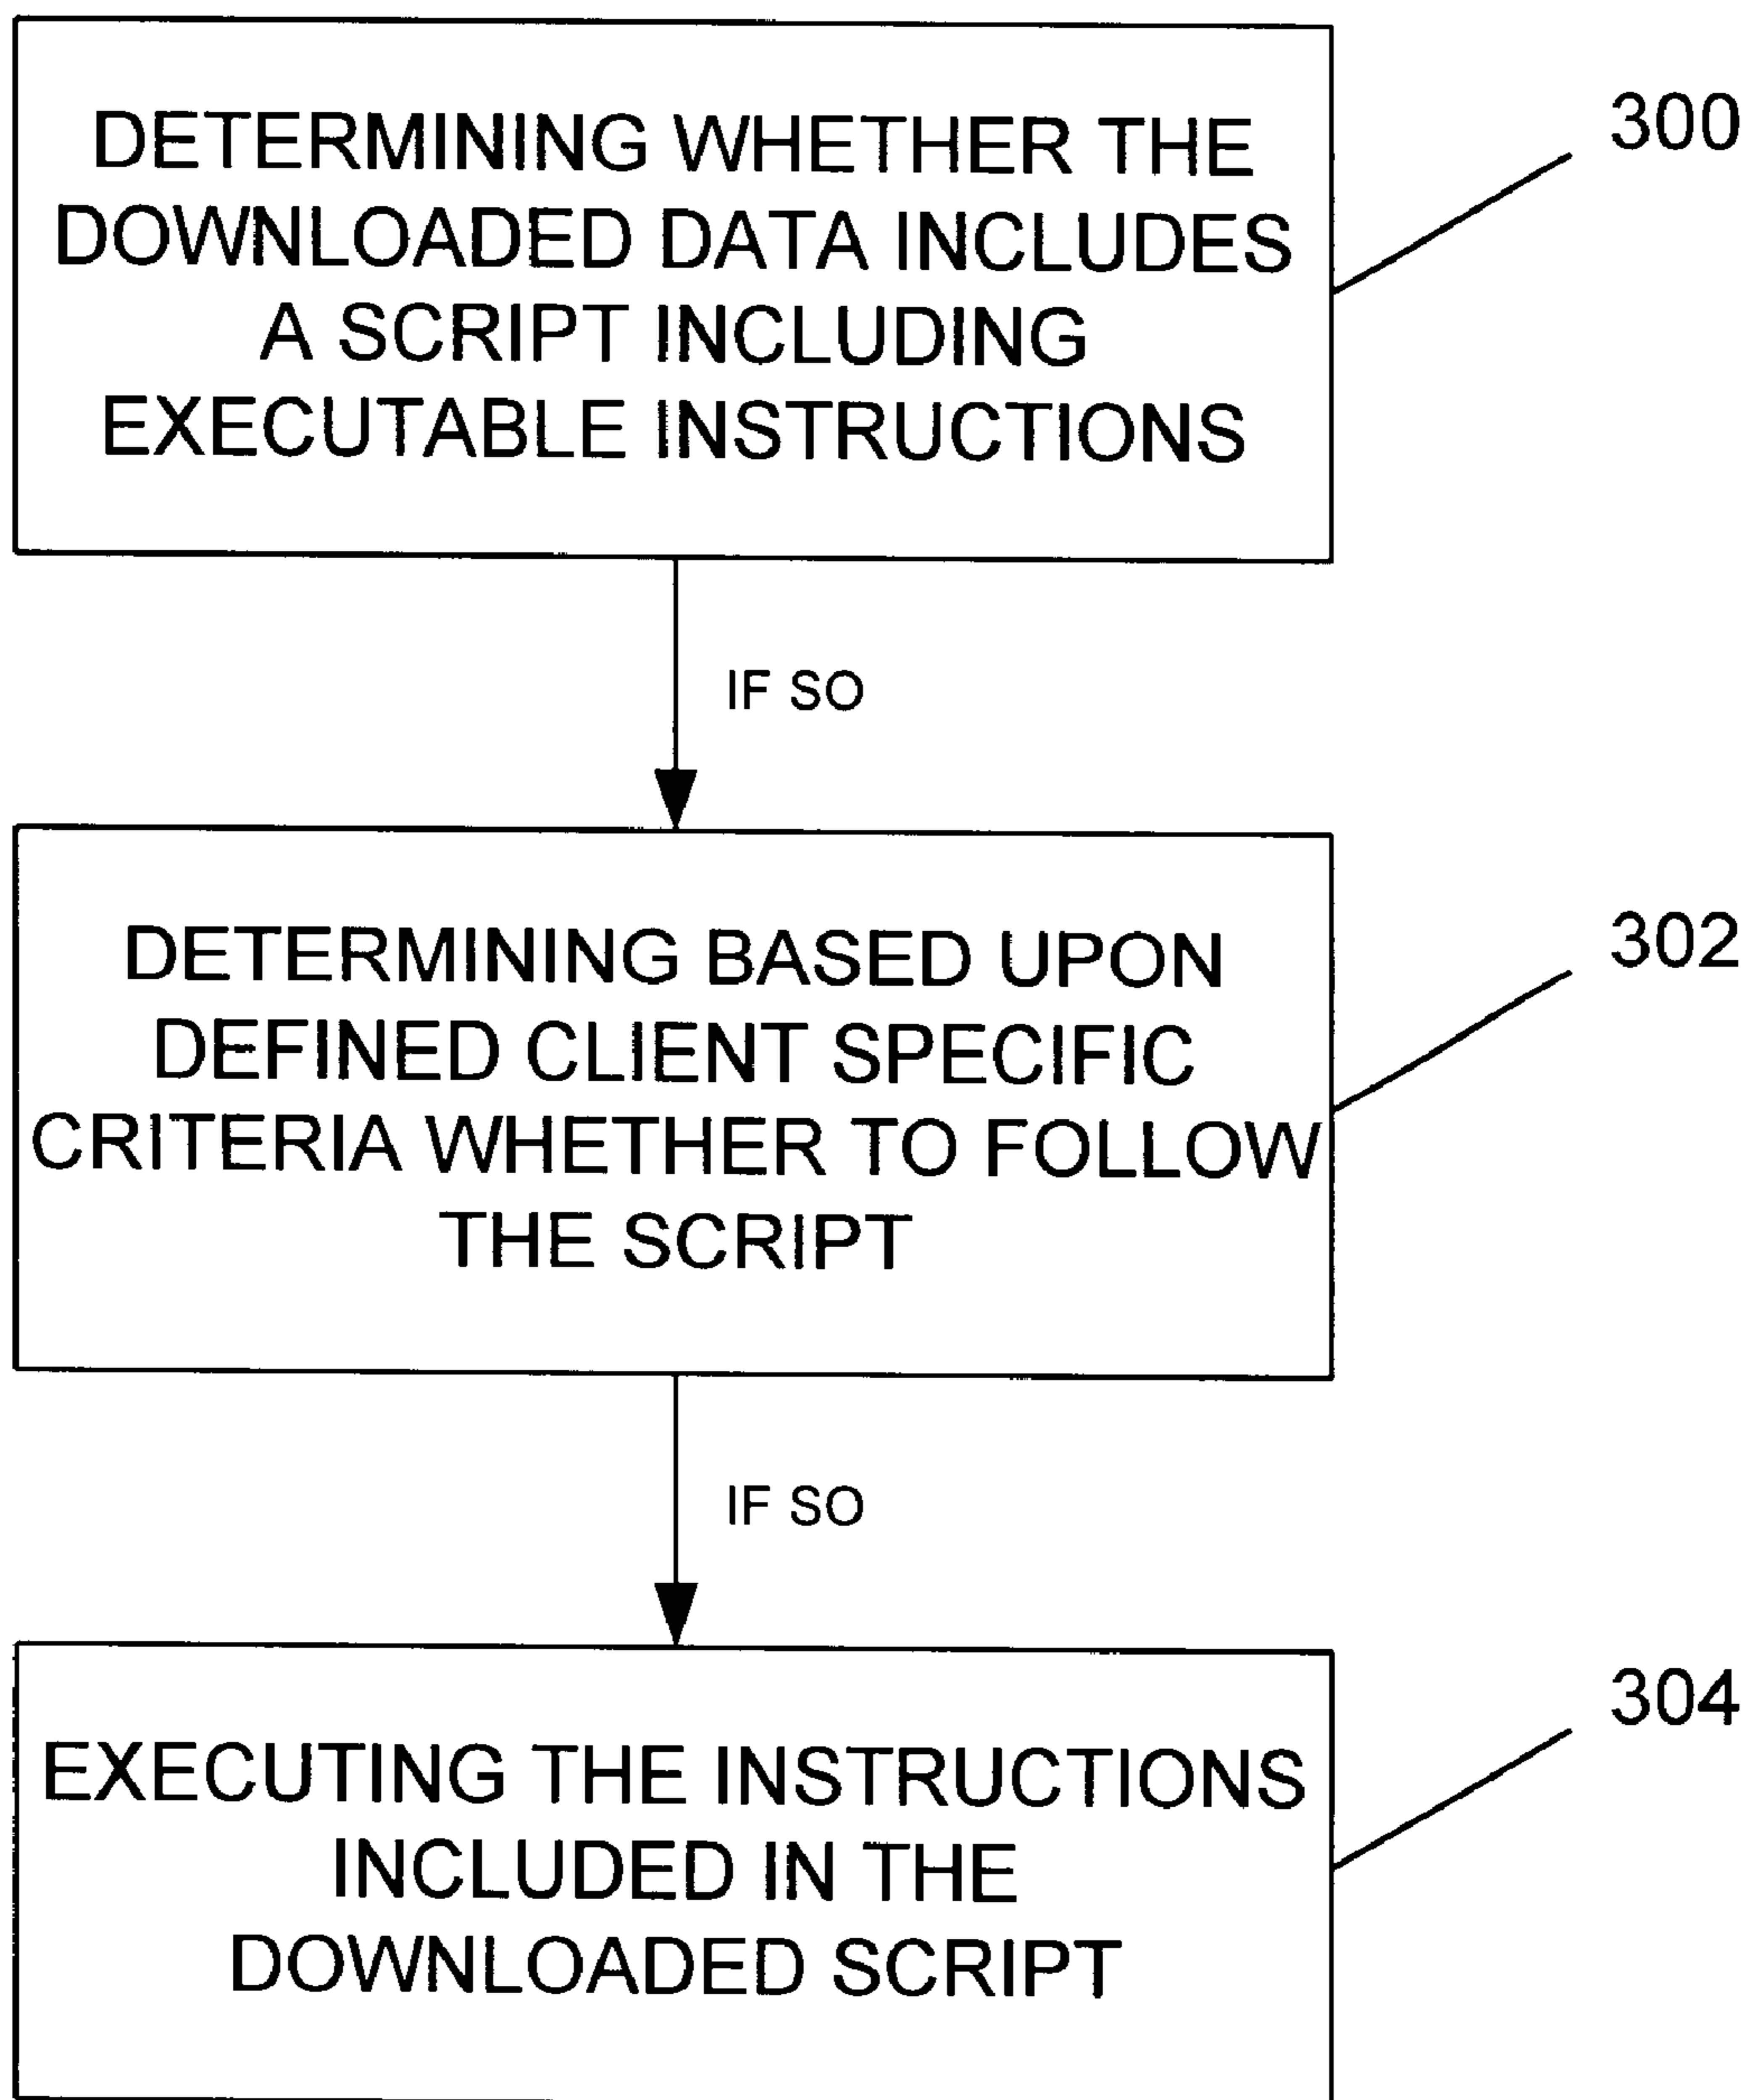 DETERMINING WHETHER THE
DOWNLOADED DATA INCLUDES
A SCRIPT INCLUDING
EXECUTABLE INSTRUCTIONS
300
IF SO
DETERMINING BASED UPON
DEFINED CLIENT SPECIFIC
CRITERIA WHETHER TO FOLLOW
THE SCRIPT
302
IF SO
EXECUTING THE INSTRUCTIONS
INCLUDED IN THE
DOWNLOADED SCRIPT
304